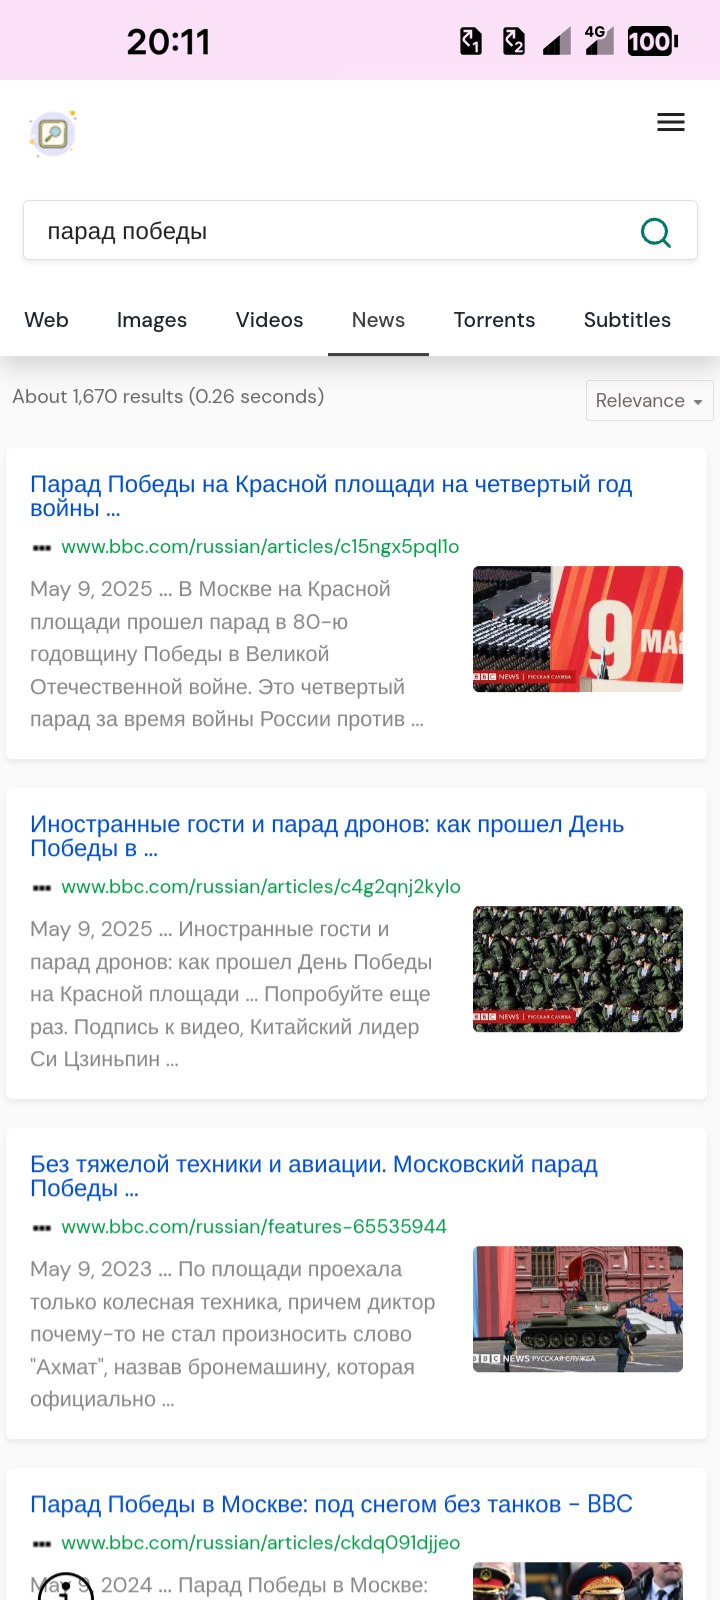 20:11
1
2
4G
100
парад победы
Web Images Videos News Torrents Subtitles
About 1,670 results (0.26 seconds)
Relevance
Парад Победы на Красной площади на четвертый год
войны ...
www.bbc.com/russian/articles/c15ngx5pql1o
May 9, 2025 ... В Москве на Красной
площади прошел парад в 80-ю
годовщину Победы в Великой
Отечественной войне. Это четвертый
парад за время войны России против ...
9 МАЯ
BBC NEWS | РУССКАЯ СЛУЖБА
Иностранные гости и парад дронов: как прошел День
Победы в ...
www.bbc.com/russian/articles/c4g2qnj2kylo
May 9, 2025 ... Иностранные гости и
парад дронов: как прошел День Победы
на Красной площади ... Попробуйте еще
раз. Подпись к видео, Китайский лидер
Си Цзиньпин ...
BBC NEWS | РУССКАЯ СЛУЖБА
Без тяжелой техники и авиации. Московский парад
Победы ...
www.bbc.com/russian/features-65535944
May 9, 2023 ... По площади проехала
только колесная техника, причем диктор
почему-то не стал произносить слово
"Ахмат", назвав бронемашину, которая
официально ...
BBC NEWS РУССКАЯ СЛУЖБА
Парад Победы в Москве: под снегом без танков - BBC
www.bbc.com/russian/articles/ckdq091djjeo
May 9, 2024 ... Парад Победы в Москве: